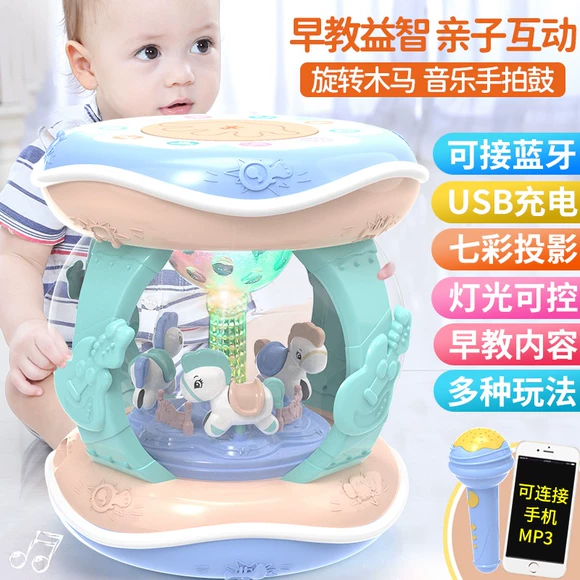 早教益智 亲子互动
旋转木马 音乐手拍鼓
可接蓝牙
USB充电
七彩投影
灯光可控
早教内容
多种玩法
可连接
手机
MP3